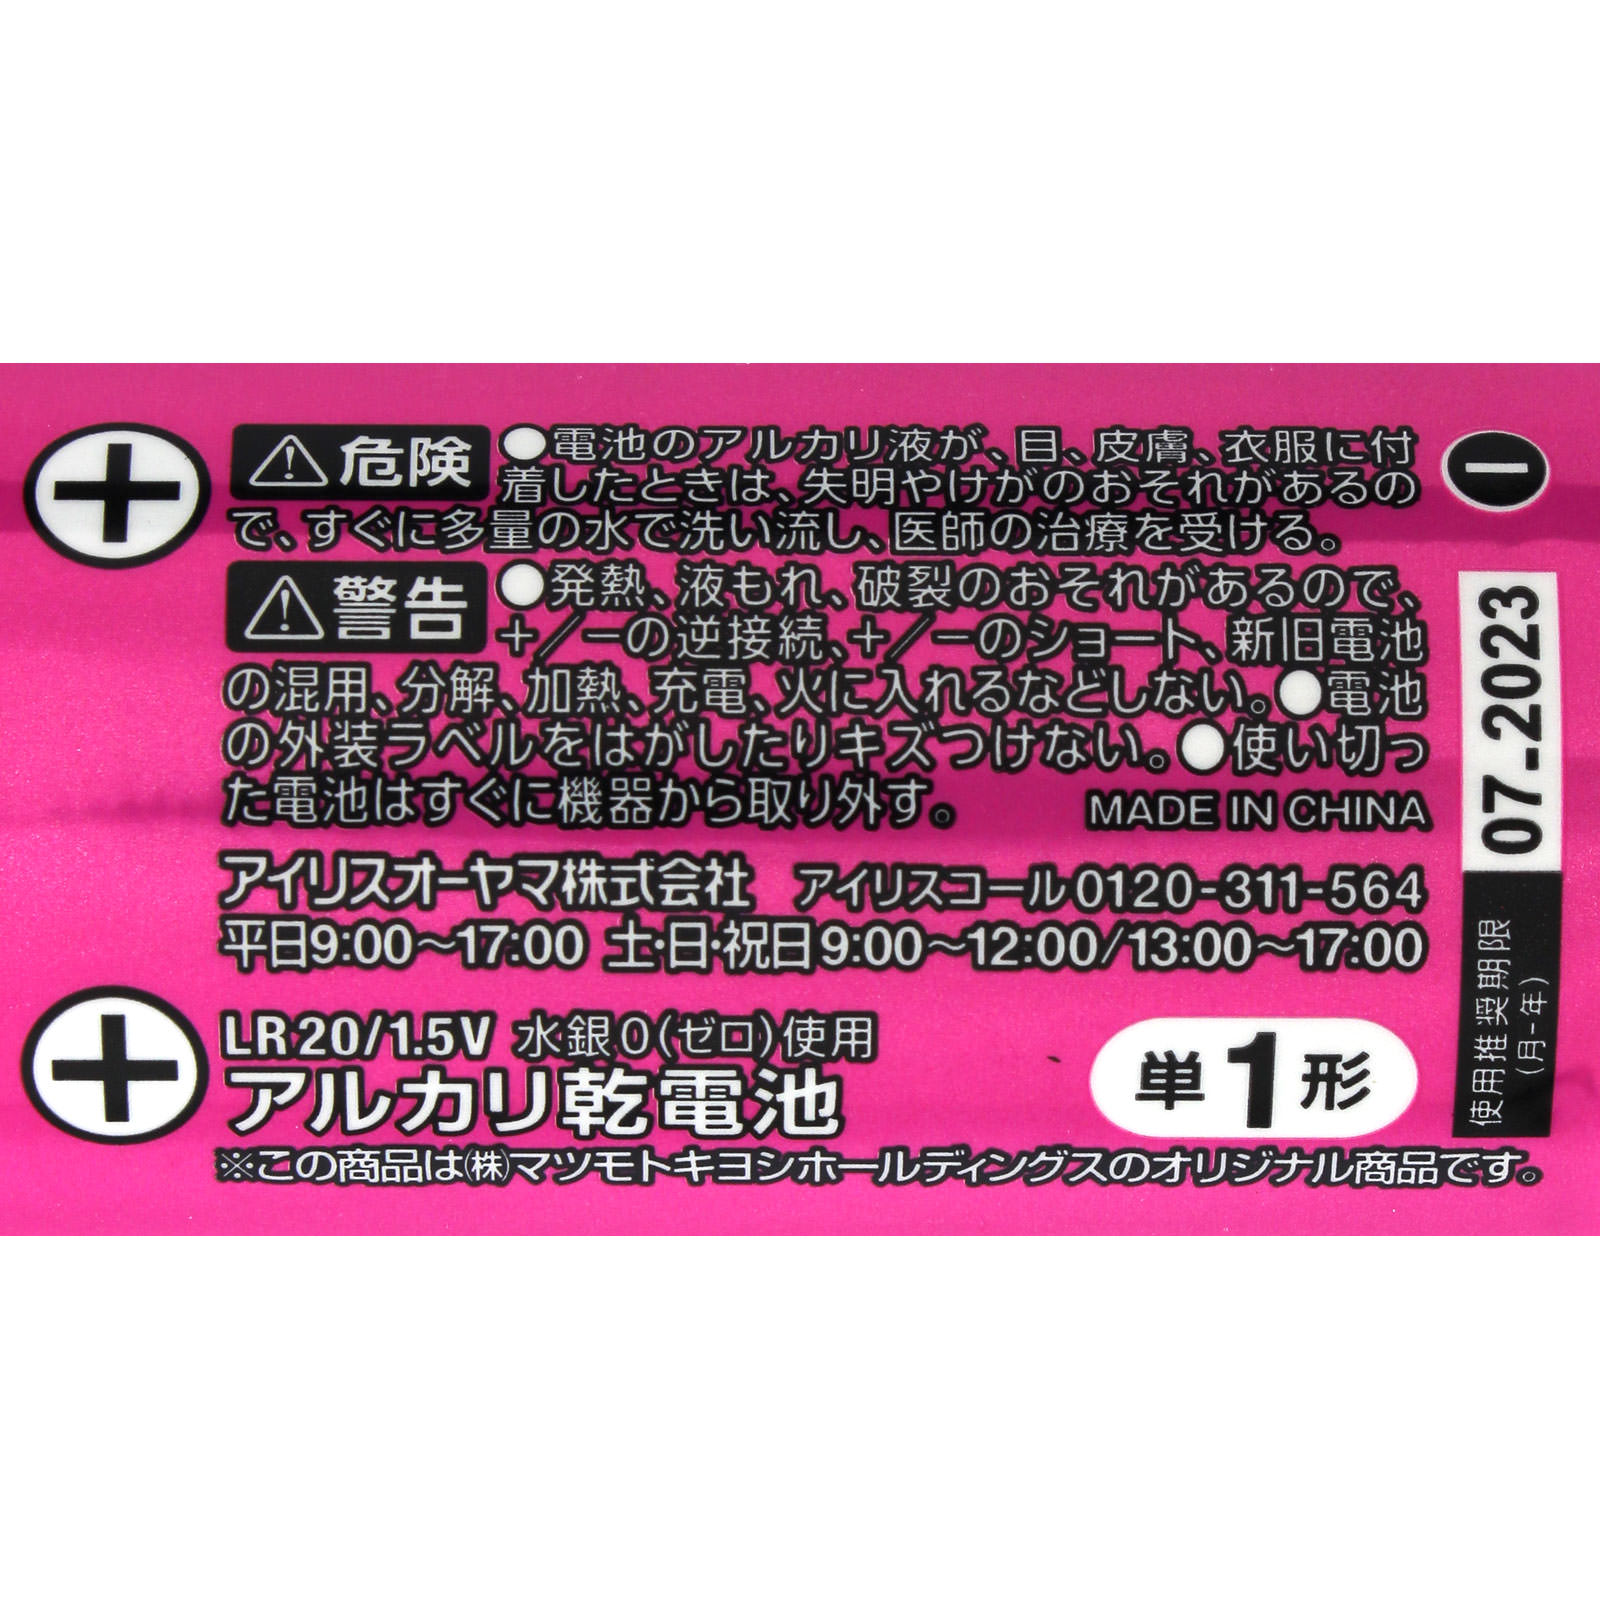 ⚠危険 ●電池のアルカリ液が、目、皮膚、衣服に付
着したときは、失明やけがのおそれがあるの
で、すぐに多量の水で洗い流し、医師の治療を受ける。
⚠警告 ●発熱、液もれ、破裂のおそれがあるので、
+/−の逆接続、+/−のショート、新旧電池
の混用、分解、加熱、充電、火に入れるなどしない。●電池
の外装ラベルをはがしたりキズつけない。●使い切っ
た電池はすぐに機器から取り外す。 MADE IN CHINA
アイリスオーヤマ株式会社 アイリスコール0120-311-564
平日9:00〜17:00 土・日・祝日9:00〜12:00/13:00〜17:00
LR20/1.5V 水銀0(ゼロ)使用
アルカリ乾電池
単1形
※この商品は㈱マツモトキヨシホールディングスのオリジナル商品です。
使用推奨期限
(月-年)
07-2023